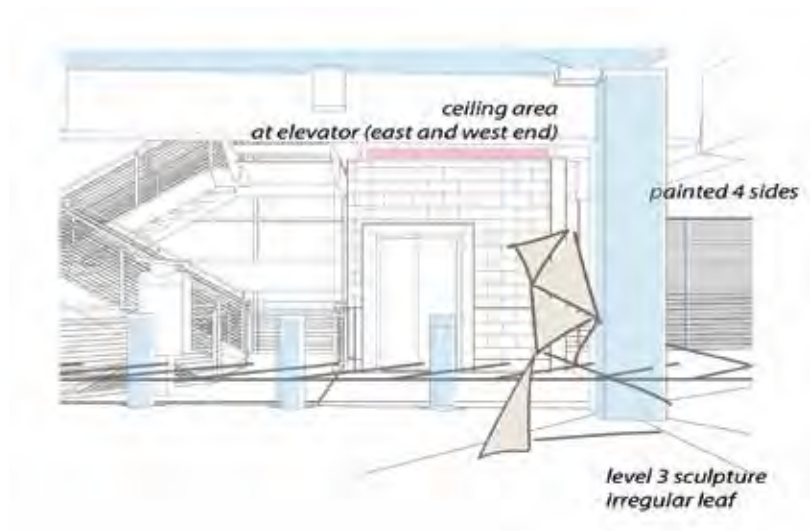 ceiling area
at elevator (east and west end)
painted 4 sides
level 3 sculpture
irregular leaf